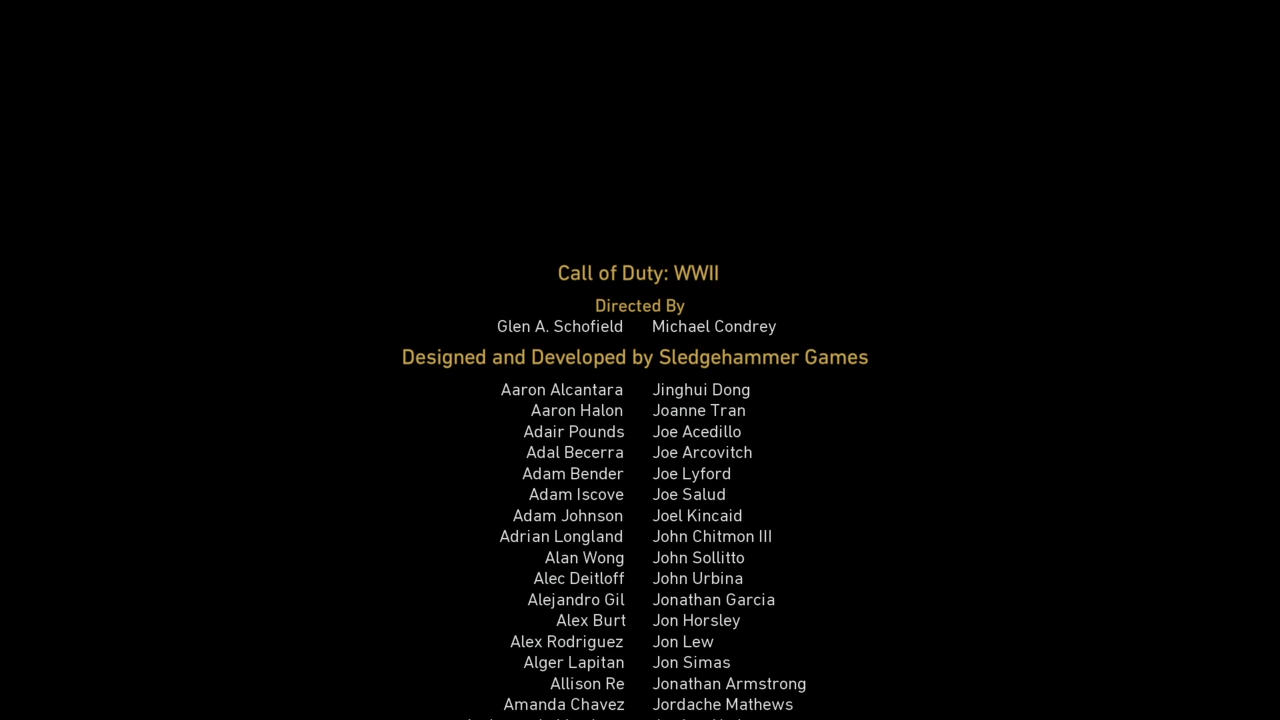 Call of Duty: WWII
Directed By
Glen A. Schofield Michael Condrey
Designed and Developed by Sledgehammer Games
Aaron Alcantara Jinghui Dong
Aaron Halon Joanne Tran
Adair Pounds Joe Acedillo
Adal Becerra Joe Arcovitch
Adam Bender Joe Lyford
Adam Iscove Joe Salud
Adam Johnson Joel Kincaid
Adrian Longland John Chitmon III
Alan Wong John Sollitto
Alec Deitloff John Urbina
Alejandro Gil Jonathan Garcia
Alex Burt Jon Horsley
Alex Rodriguez Jon Lew
Alger Lapitan Jon Simas
Allison Re Jonathan Armstrong
Amanda Chavez Jordache Mathews